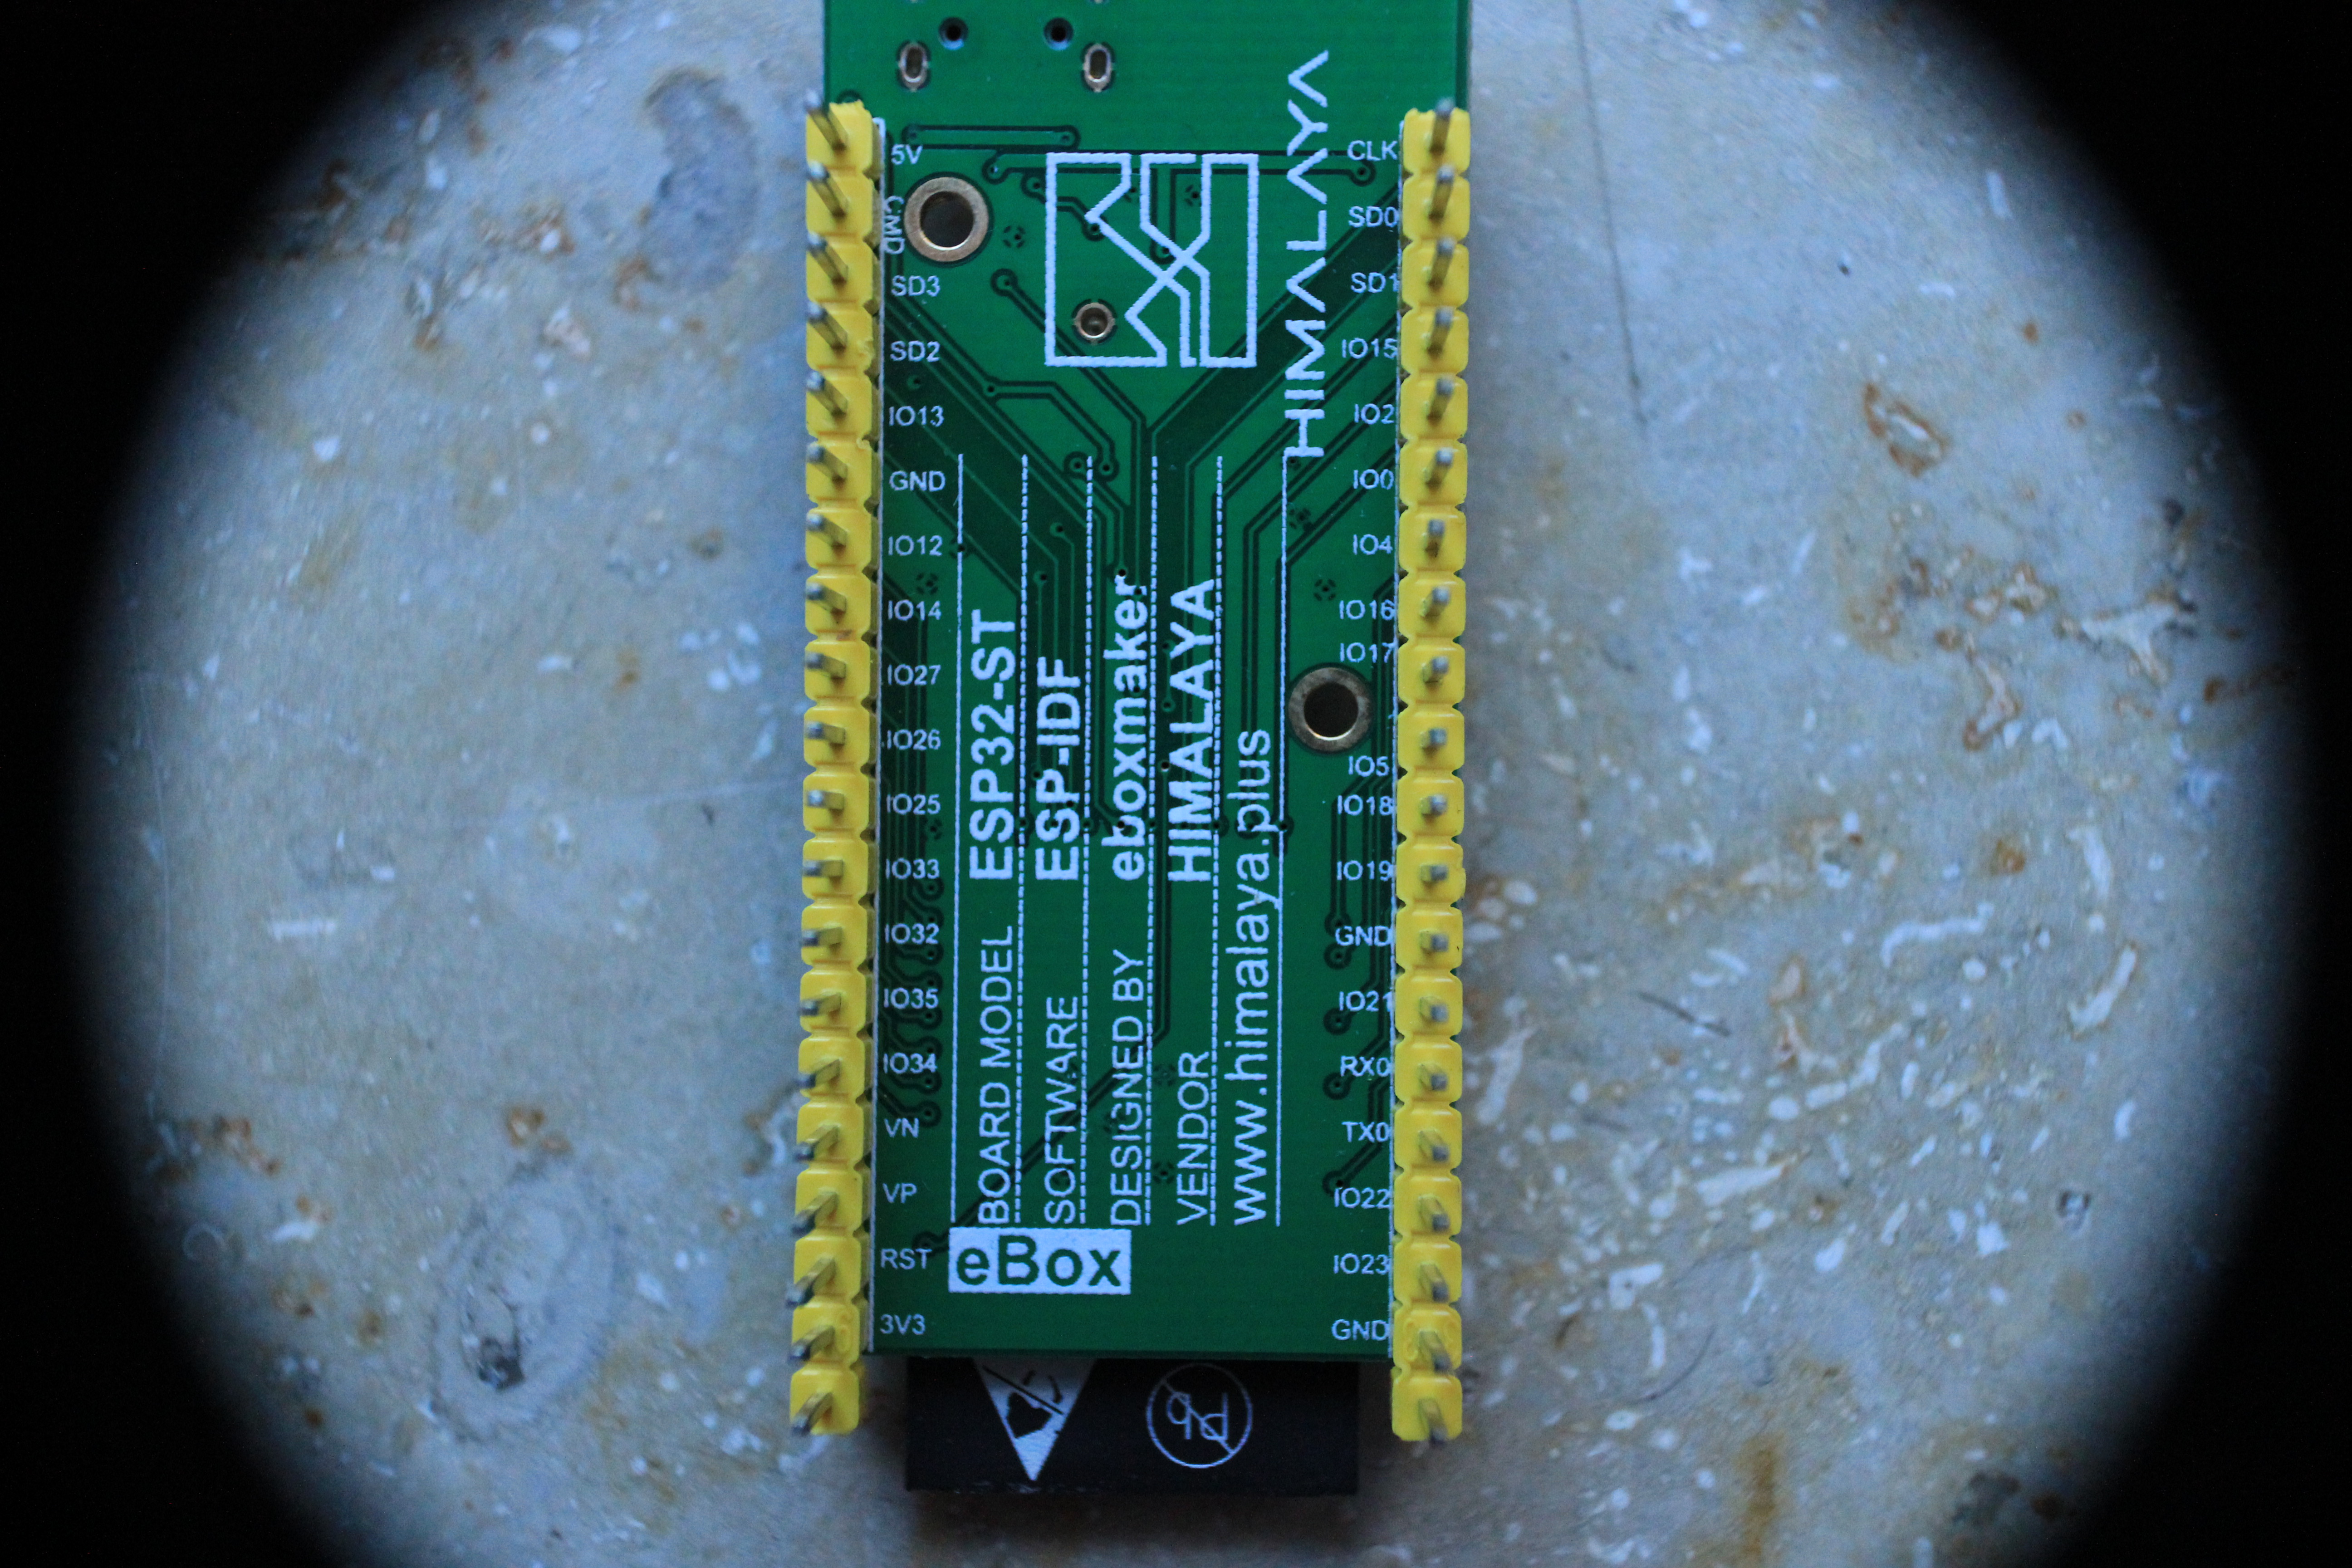 5V
CMD
SD3
SD2
IO13
GND
IO12
IO14
IO27
IO26
IO25
IO33
IO32
IO35
IO34
VN
VP
RST
3V3
HIMALAYA
BOARD MODEL ESP32-ST
SOFTWARE ESP-IDF
DESIGNED BY eboxmaker
VENDOR HIMALAYA
www.himalaya.plus
eBox
CLK
SD0
SD1
IO15
IO2
IO0
IO4
IO16
IO17
IO5
IO18
IO19
GND
IO21
RX0
TX0
IO22
IO23
GND
Pb